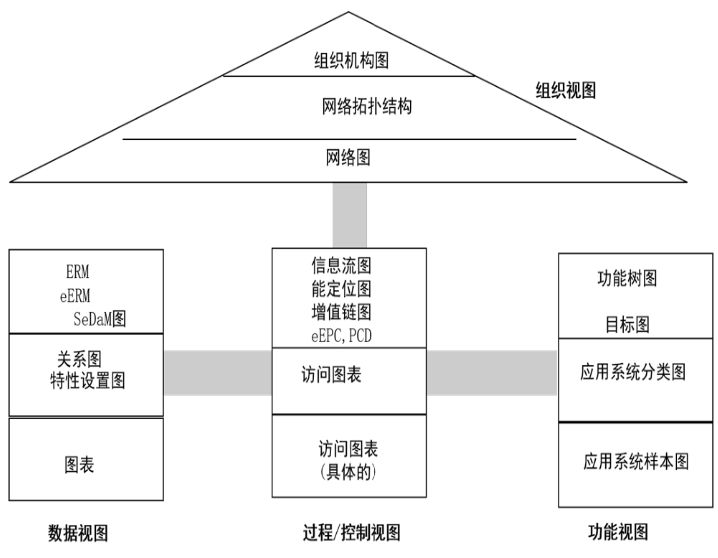 组织机构图
组织视图
网络拓扑结构
网络图
ERM
eERM
SeDaM图
关系图
特性设置图
图表
数据视图
信息流图
能定位图
增值链图
eEPC,PCD
访问图表
访问图表
(具体的)
过程/控制视图
功能树图
目标图
应用系统分类图
应用系统样本图
功能视图